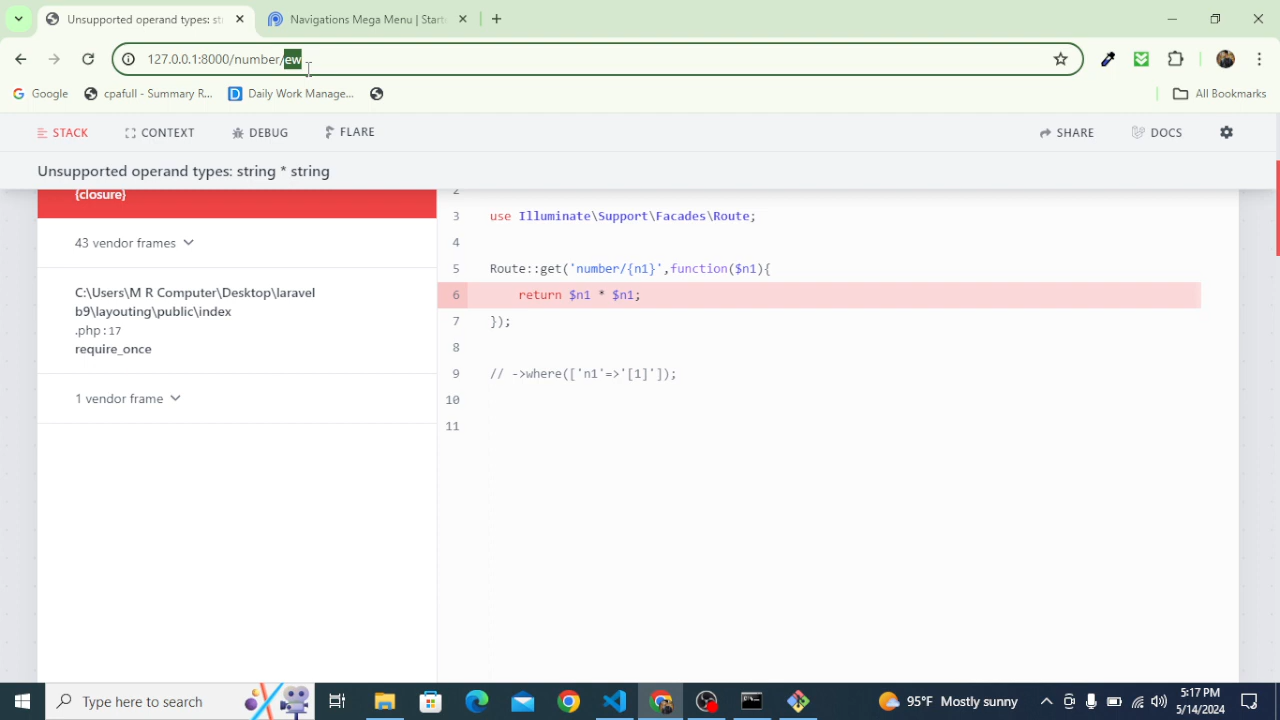 Unsupported operand types: st
Navigations Mega Menu | Start
127.0.0.1:8000/number/ew
Google
cpafull - Summary R...
Daily Work Manage...
All Bookmarks
STACK
CONTEXT
DEBUG
FLARE
SHARE
DOCS
Unsupported operand types: string * string
{closure}
43 vendor frames
C:\Users\M R Computer\Desktop\laravel
b9\layouting\public\index
.php:17
require_once
1 vendor frame
2
3 use Illuminate\Support\Facades\Route;
4
5 Route::get('number/{n1}',function($n1){
6 return $n1 * $n1;
7 });
8
9 // ->where(['n1'=>'[1]']);
10
11
Type here to search
95°F Mostly sunny
5:17 PM
5/14/2024